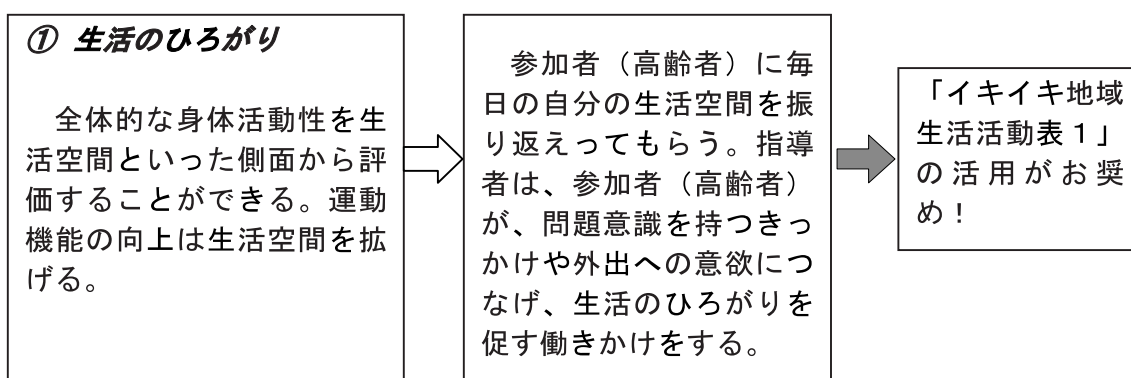 ① 生活のひろがり
全体的な身体活動性を生
活空間といった側面から評
価することができる。運動
機能の向上は生活空間を拡
げる。
参加者（高齢者）に毎
日の自分の生活空間を振
り返えってもらう。指導
者は、参加者（高齢者）
が、問題意識を持つきっ
かけや外出への意欲につ
なげ、生活のひろがりを
促す働きかけをする。
「イキイキ地域
生活活動表１」
の活用がお奨
め！